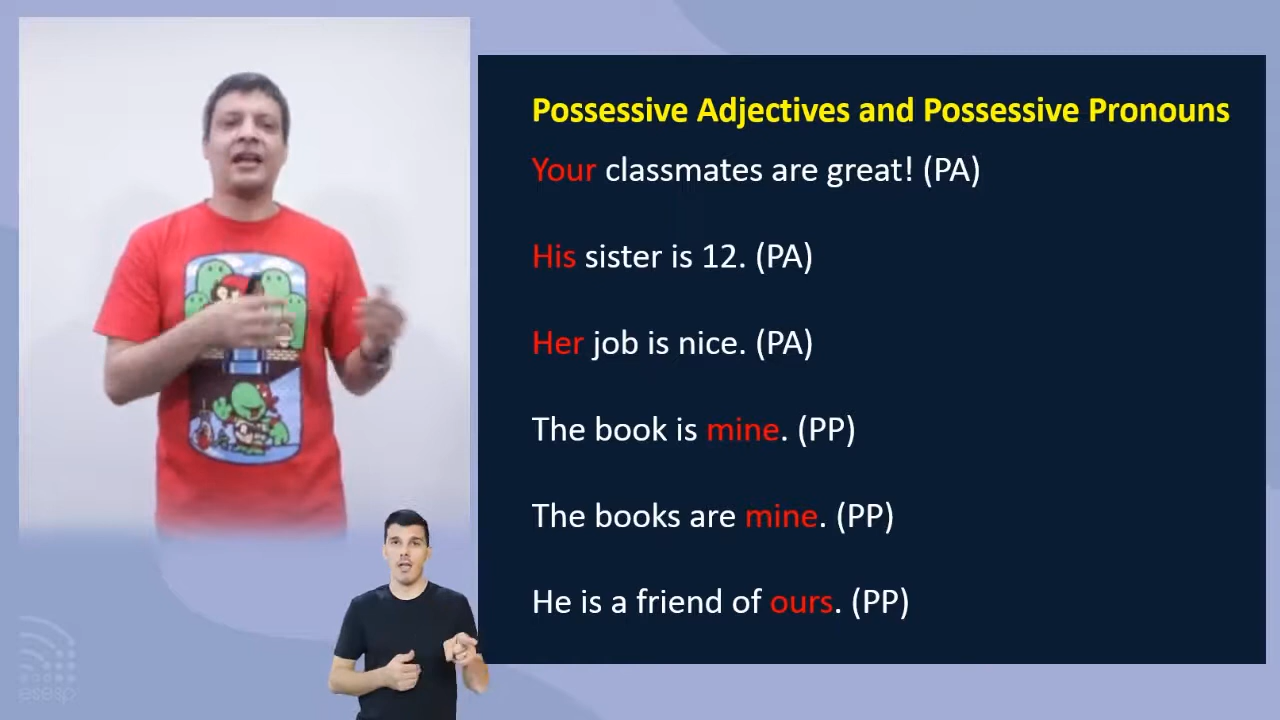 Possessive Adjectives and Possessive Pronouns
Your classmates are great! (PA)
His sister is 12. (PA)
Her job is nice. (PA)
The book is mine. (PP)
The books are mine. (PP)
He is a friend of ours. (PP)
esesp